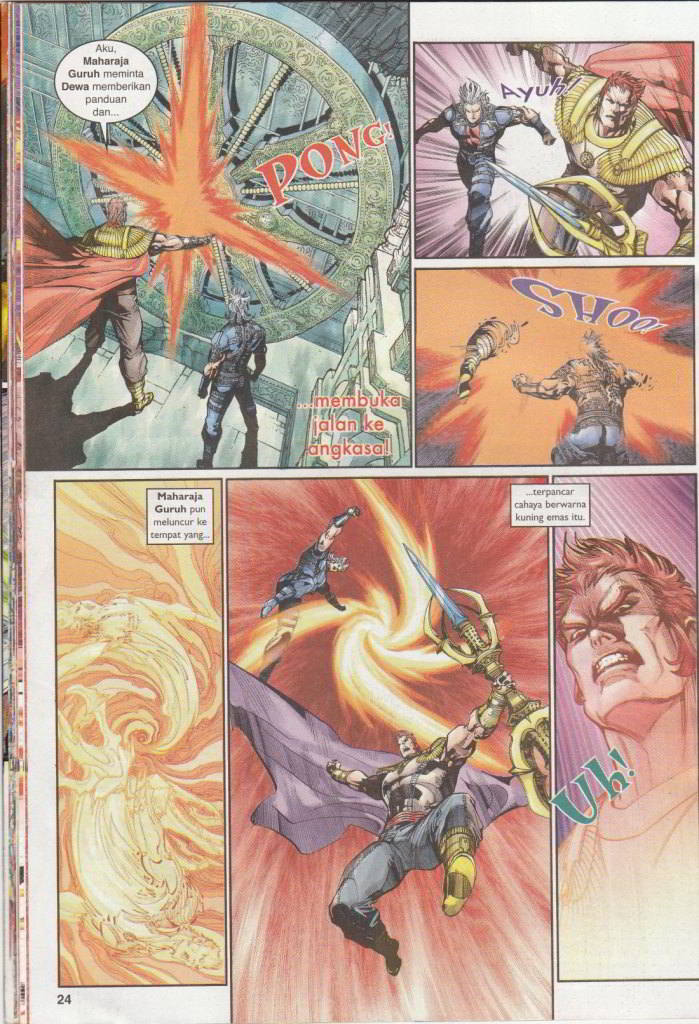 Aku,
Maharaja
Guruh meminta
Dewa memberikan
panduan
dan...
PONG!
...membuka
jalan ke
angkasa!
Ayuh!
SHOO
Maharaja
Guruh pun
meluncur ke
tempat yang...
...terpancar
cahaya berwarna
kuning emas itu.
Uh!
24